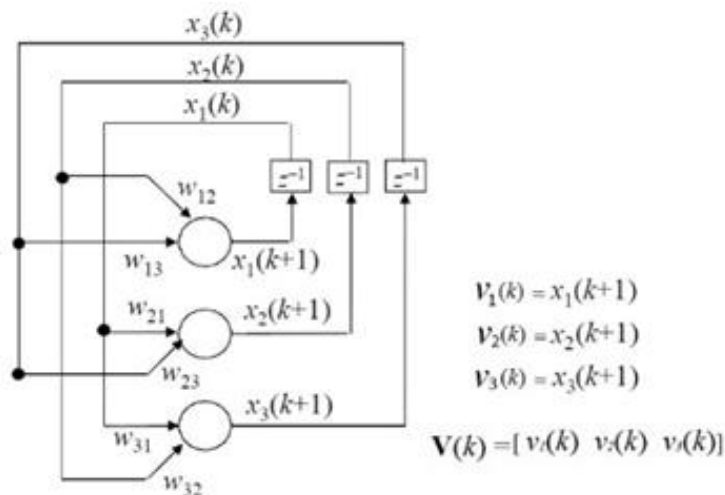 x₃(k)
x₂(k)
x₁(k)
z⁻¹ z⁻¹ z⁻¹
w₁₂
w₁₃ x₁(k+1)
w₂₁ x₂(k+1)
w₂₃
x₃(k+1)
w₃₁
w₃₂
v₁(k) = x₁(k+1)
v₂(k) = x₂(k+1)
v₃(k) = x₃(k+1)
V(k) =[ v₁(k) v₂(k) v₃(k)]